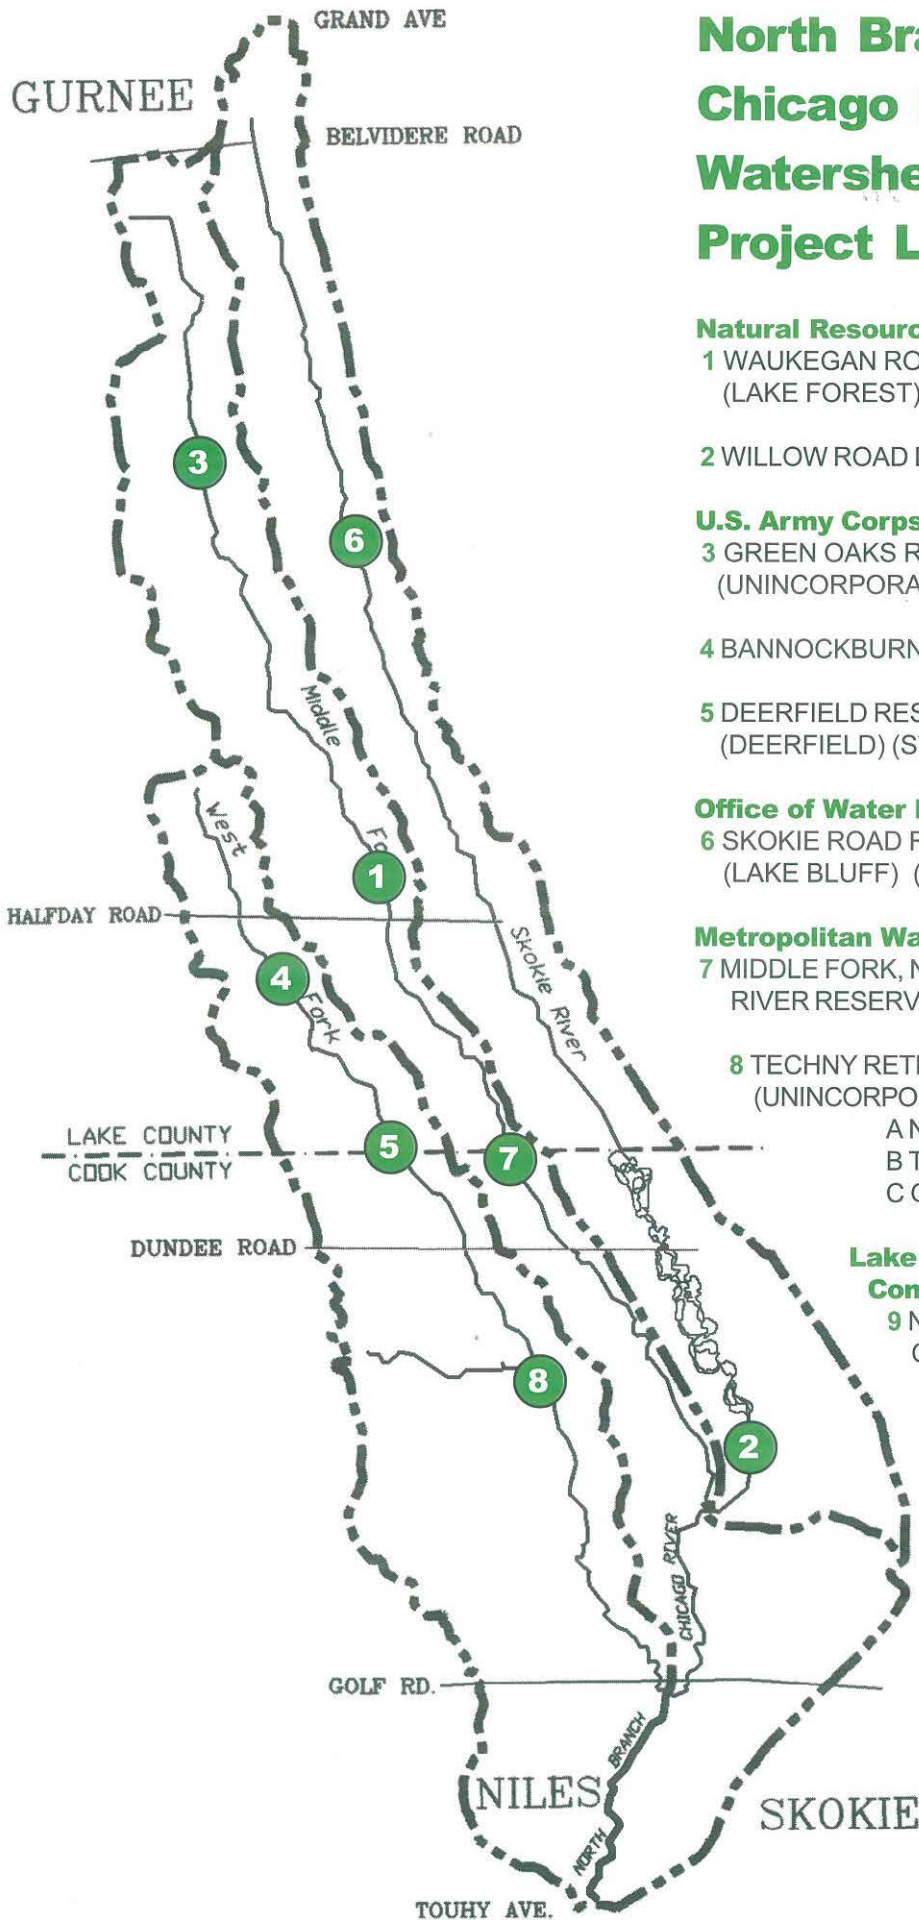 GRAND AVE
GURNEE
BELVIDERE ROAD
3
6
Middle
West
1
HALFDAY ROAD
Skokie River
4
Fork
LAKE COUNTY
COOK COUNTY
5
7
DUNDEE ROAD
8
2
CHICAGO RIVER
GOLF RD.
BRANCH
NILES
SKOKIE
NORTH
TOUHY AVE.
North Bra
Chicago
Watershe
Project L
Natural Resourc
1 WAUKEGAN RO
(LAKE FOREST)
2 WILLOW ROAD
U.S. Army Corps
3 GREEN OAKS R
(UNINCORPORA
4 BANNOCKBURN
5 DEERFIELD RES
(DEERFIELD) (S
Office of Water
6 SKOKIE ROAD
(LAKE BLUFF) (
Metropolitan Wa
7 MIDDLE FORK, N
RIVER RESERV
8 TECHNY RET
(UNINCORPO
A N
B T
C
Lake
Con
9 N